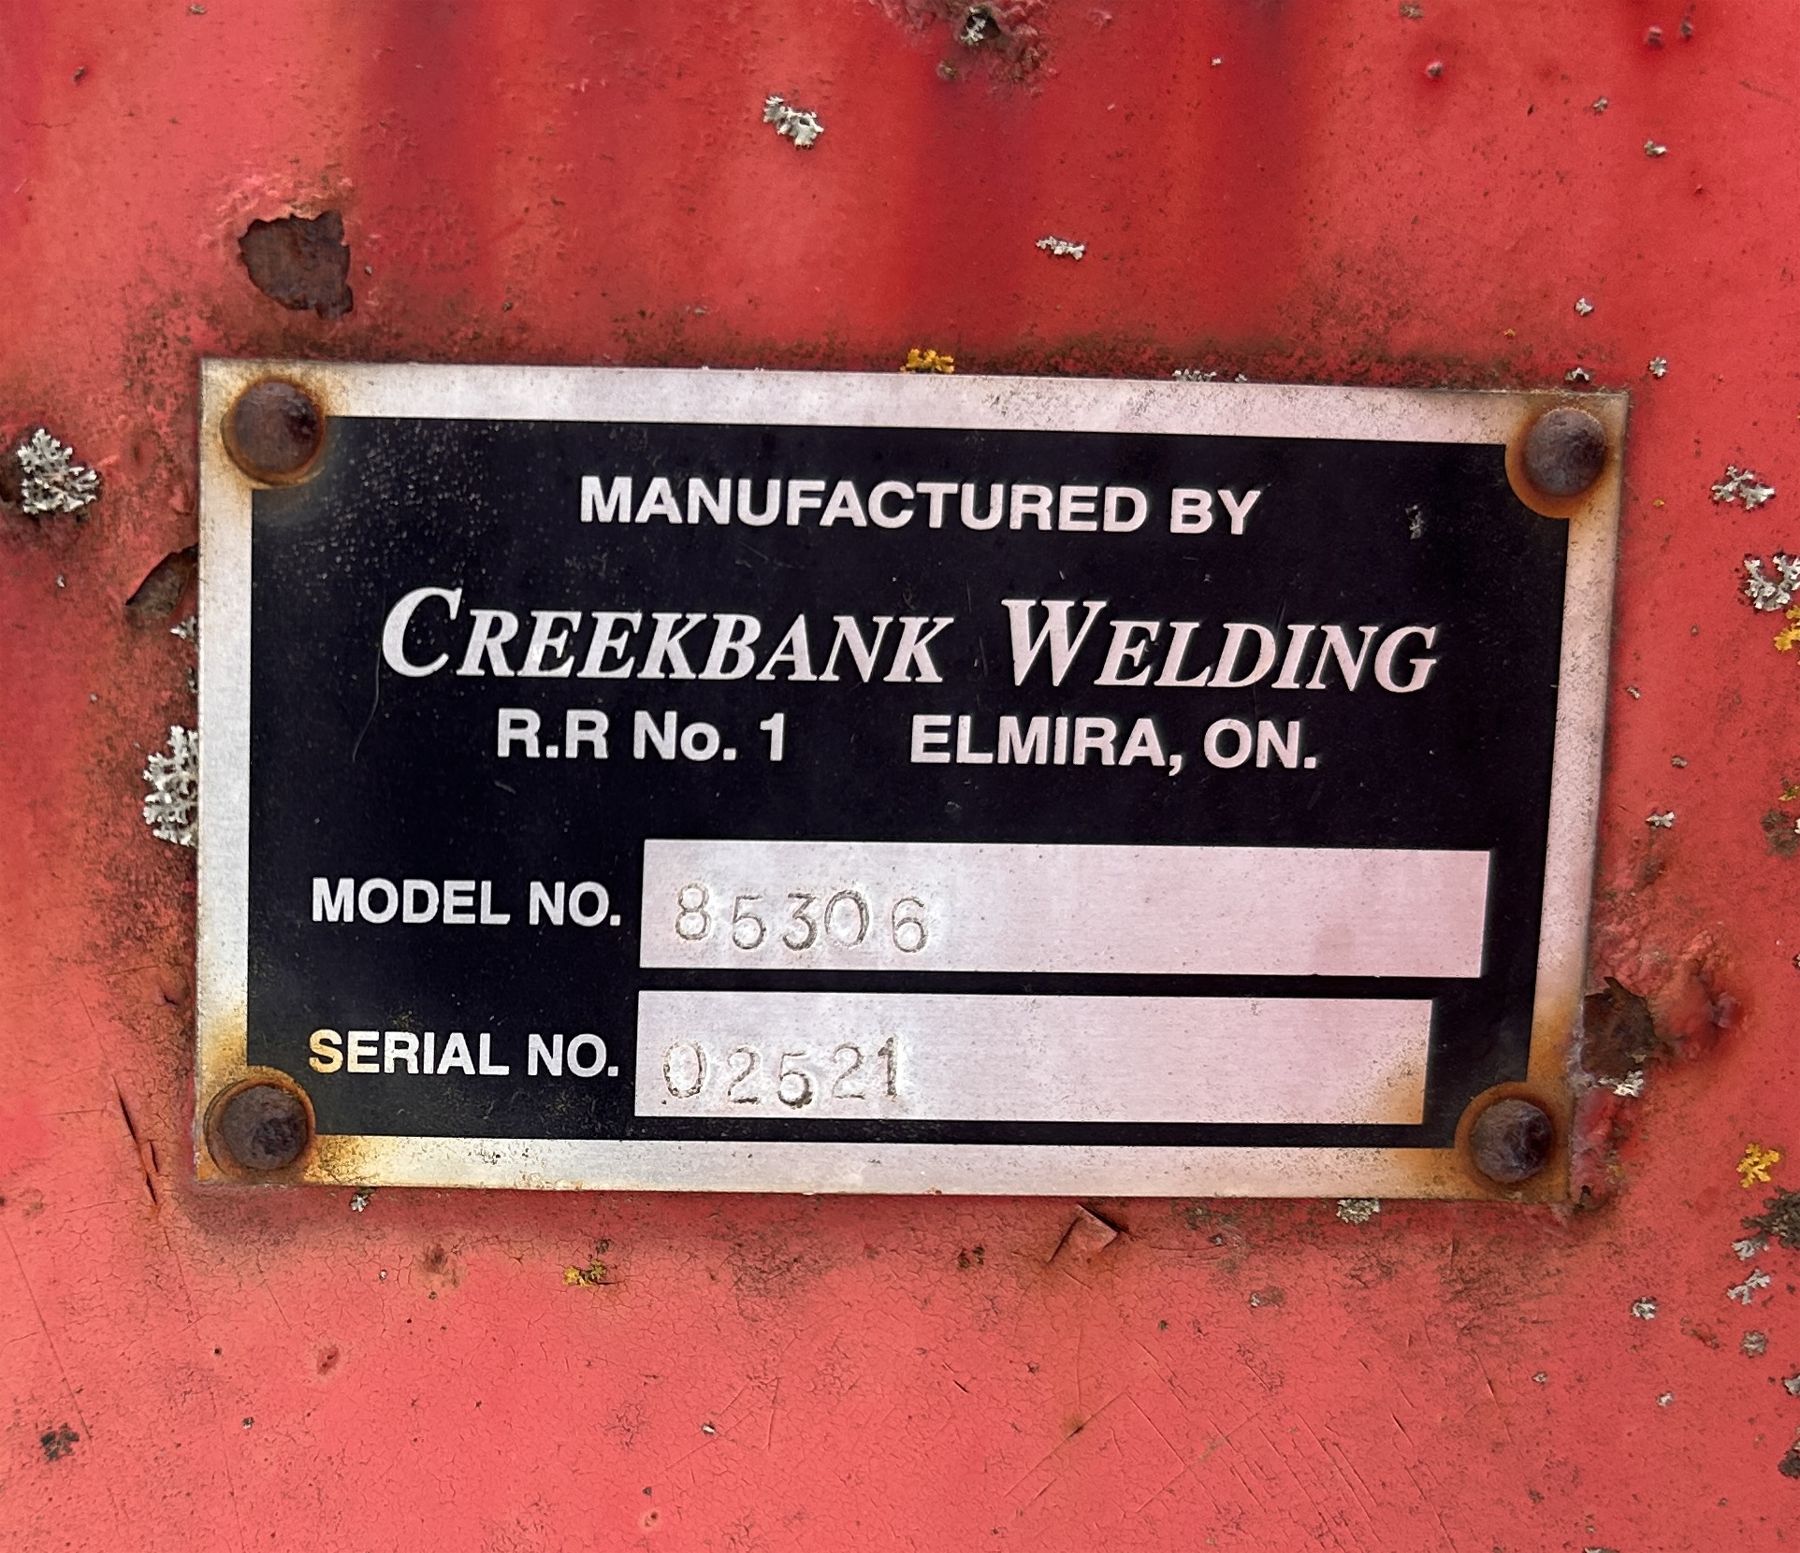 MANUFACTURED BY
CREEKBANK WELDING
R.R No. 1 ELMIRA, ON.
MODEL NO. 85306
SERIAL NO. 02521